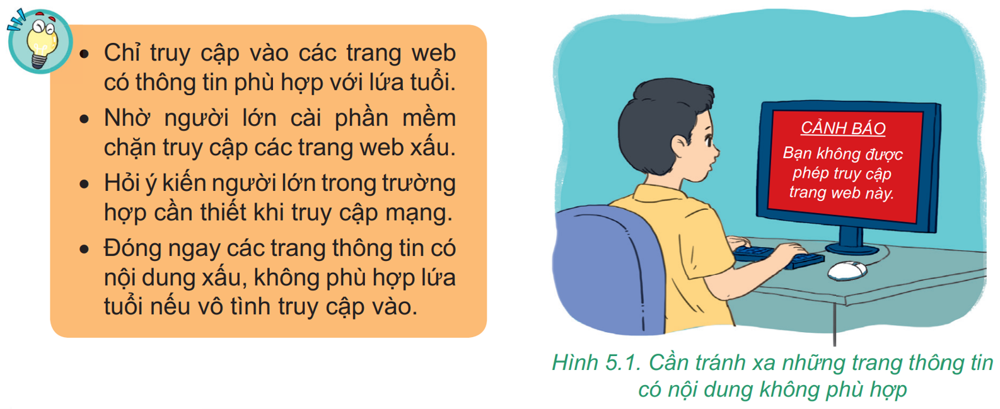 • Chỉ truy cập vào các trang web
có thông tin phù hợp với lứa tuổi.
• Nhờ người lớn cài phần mềm
chặn truy cập các trang web xấu.
• Hỏi ý kiến người lớn trong trường
hợp cần thiết khi truy cập mạng.
• Đóng ngay các trang thông tin có
nội dung xấu, không phù hợp lứa
tuổi nếu vô tình truy cập vào.
CẢNH BÁO
Bạn không được
phép truy cập
trang web này.
Hình 5.1. Cần tránh xa những trang thông tin
có nội dung không phù hợp